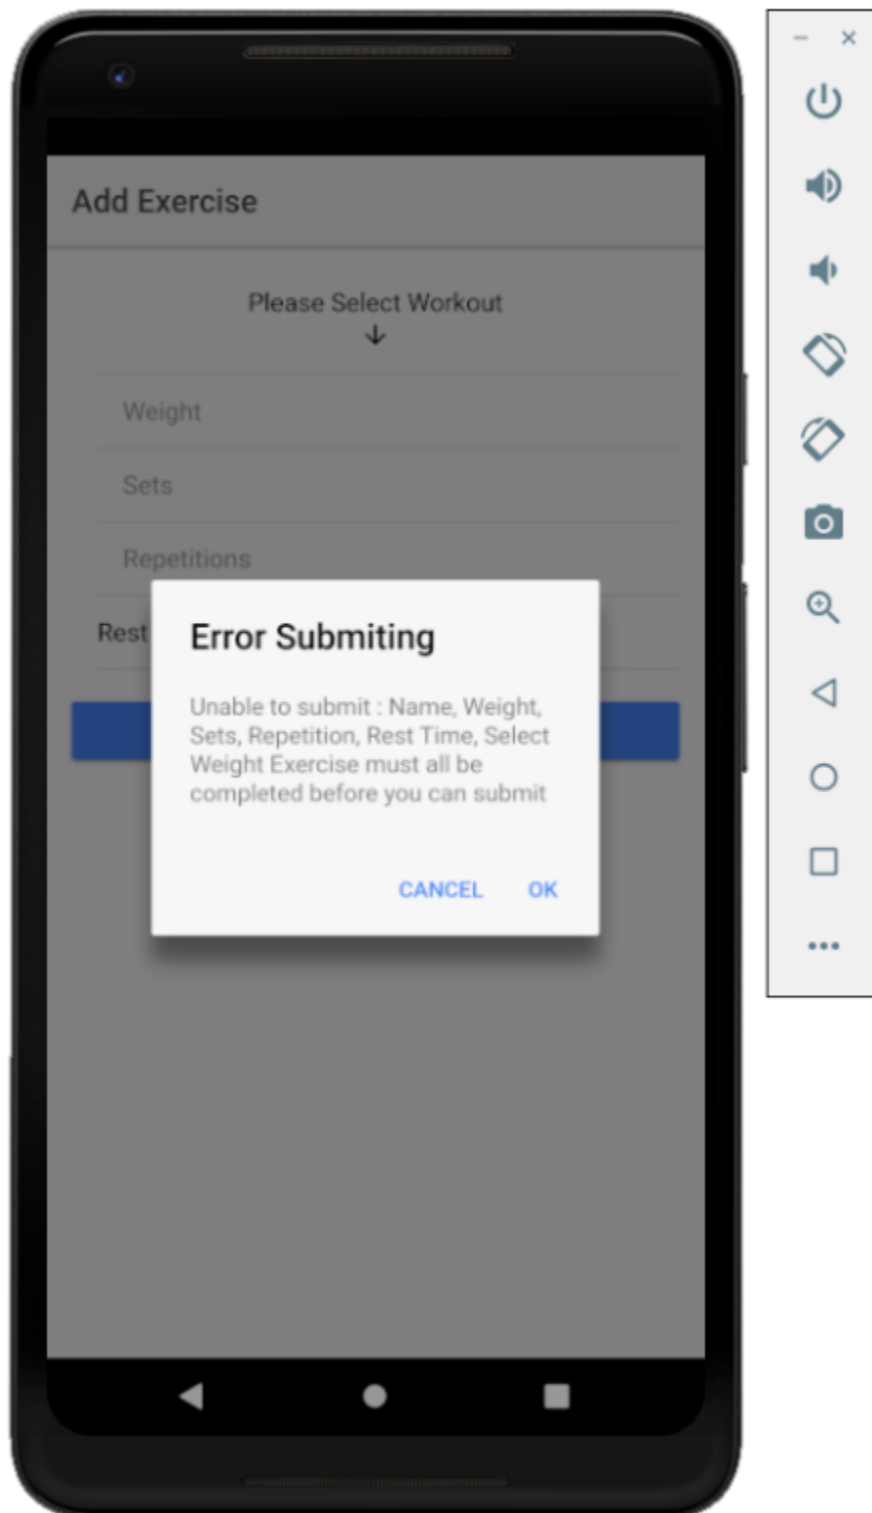 Add Exercise
Please Select Workout
Weight
Sets
Repetitions
Rest
Error Submiting
Unable to submit : Name, Weight,
Sets, Repetition, Rest Time, Select
Weight Exercise must all be
completed before you can submit
CANCEL OK